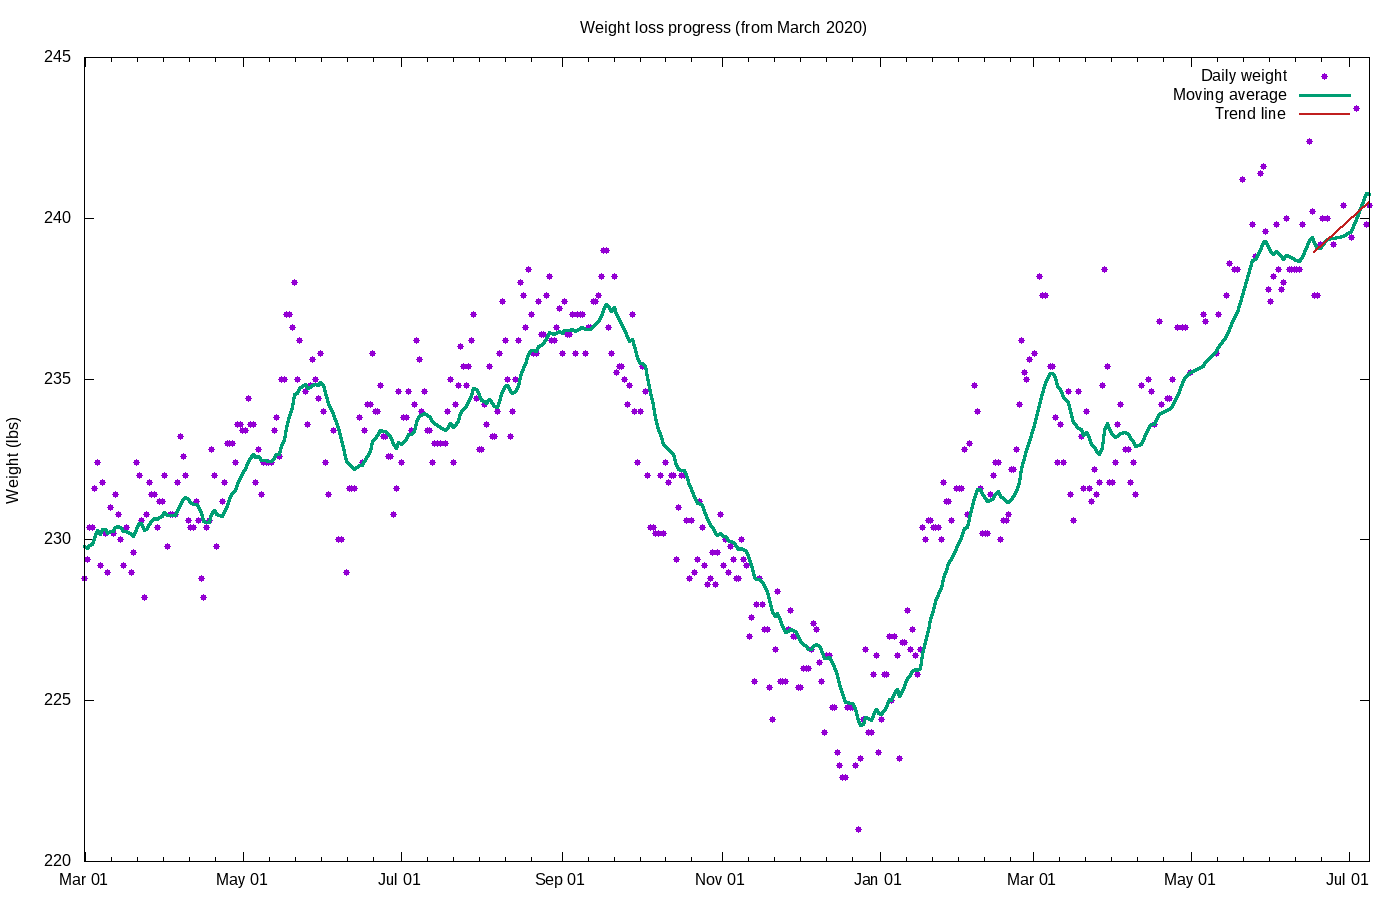 Weight loss progress (from March 2020)
245
240
235
230
225
220
Weight (lbs)
Daily weight
Moving average
Trend line
Mar 01 May 01 Jul 01 Sep 01 Nov 01 Jan 01 Mar 01 May 01 Jul 01